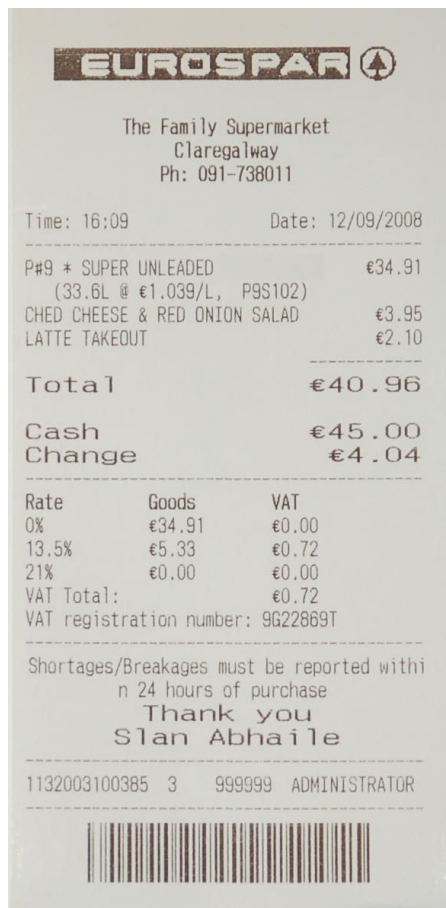 EUROSPAR
The Family Supermarket
Claregalway
Ph: 091-738011
Time: 16:09 Date: 12/09/2008
P#9 * SUPER UNLEADED €34.91
(33.6L @ €1.039/L, P9S102)
CHED CHEESE & RED ONION SALAD €3.95
LATTE TAKEOUT €2.10
Total €40.96
Cash €45.00
Change €4.04
Rate Goods VAT
0% €34.91 €0.00
13.5% €5.33 €0.72
21% €0.00 €0.00
VAT Total: €0.72
VAT registration number: 9G22869T
Shortages/Breakages must be reported withi
n 24 hours of purchase
Thank you
Slan Abhaile
1132003100385 3 999999 ADMINISTRATOR